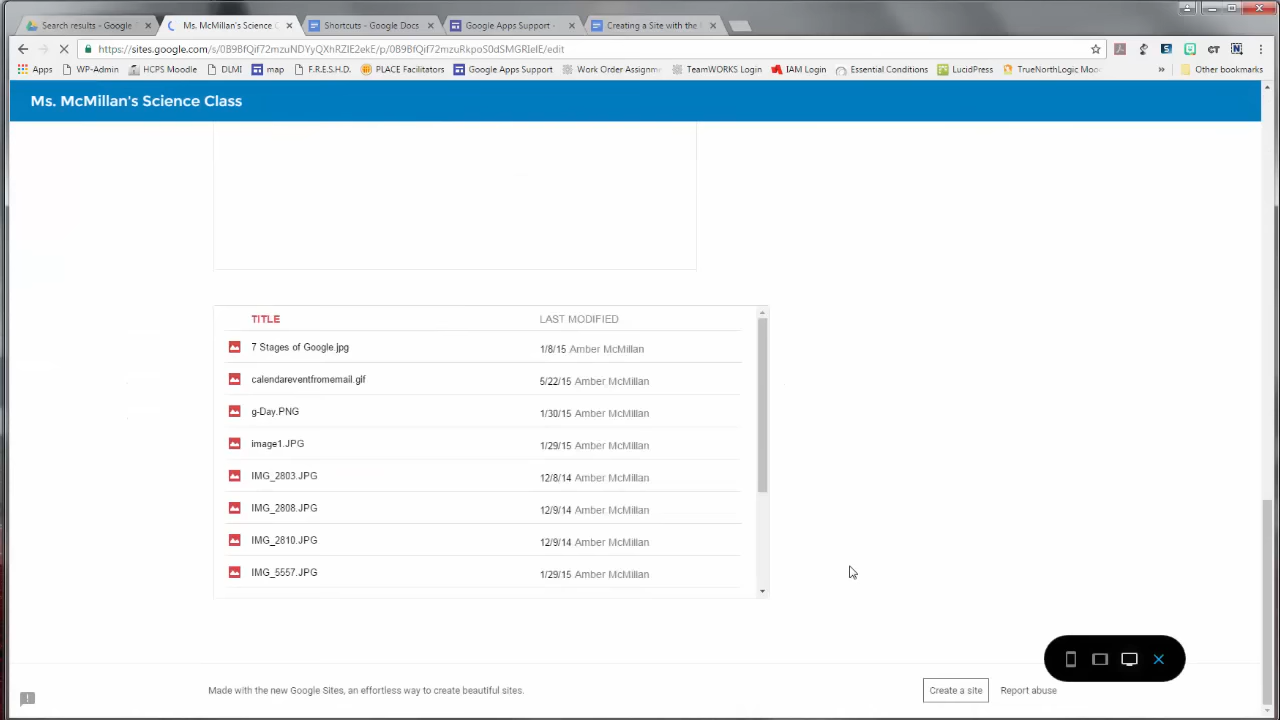 Search results - Google
Ms. McMillan's Science C
Shortcuts - Google Docs
Google Apps Support -
Creating a Site with the
https://sites.google.com/s/0B9BfQif72mzuNDYyQXhRZlE2ekE/p/0B9BfQif72mzuRkpoS0dSMGRIelE/edit
Apps WP-Admin HCPS Moodle DLMI map F.R.E.S.H.D. PLACE Facilitators Google Apps Support Work Order Assignm TeamWORKS Login IAM Login Essential Conditions LucidPress TrueNorthLogic Moo » Other bookmarks
Ms. McMillan's Science Class
TITLE LAST MODIFIED
7 Stages of Google.jpg 1/8/15 Amber McMillan
calendareventfromemail.gif 5/22/15 Amber McMillan
g-Day.PNG 1/30/15 Amber McMillan
image1.JPG 1/29/15 Amber McMillan
IMG_2803.JPG 12/8/14 Amber McMillan
IMG_2808.JPG 12/9/14 Amber McMillan
IMG_2810.JPG 12/9/14 Amber McMillan
IMG_5557.JPG 1/29/15 Amber McMillan
Made with the new Google Sites, an effortless way to create beautiful sites. Create a site Report abuse